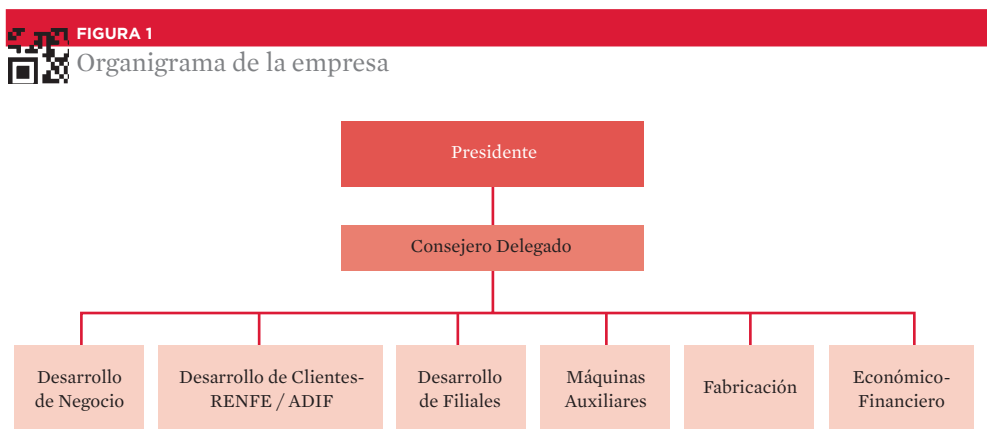 FIGURA 1
Organigrama de la empresa
Presidente
Consejero Delegado
Desarrollo
de Negocio
Desarrollo de Clientes-
RENFE / ADIF
Desarrollo
de Filiales
Máquinas
Auxiliares
Fabricación
Económico-
Financiero